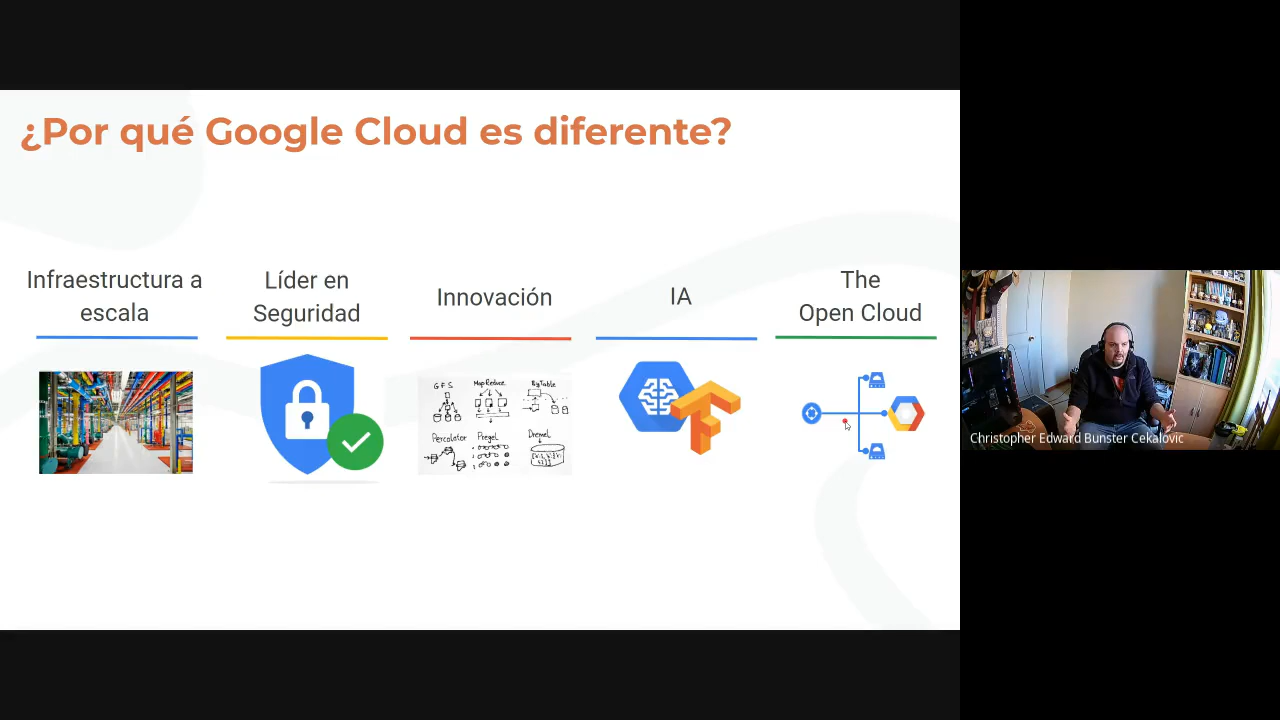 ¿Por qué Google Cloud es diferente?
Infraestructura a
escala
Líder en
Seguridad
Innovación
IA
The
Open Cloud
GFS
MapReduce
BigTable
Percolator
Pregel
Dremel
Christopher Edward Bunster Cekalovic